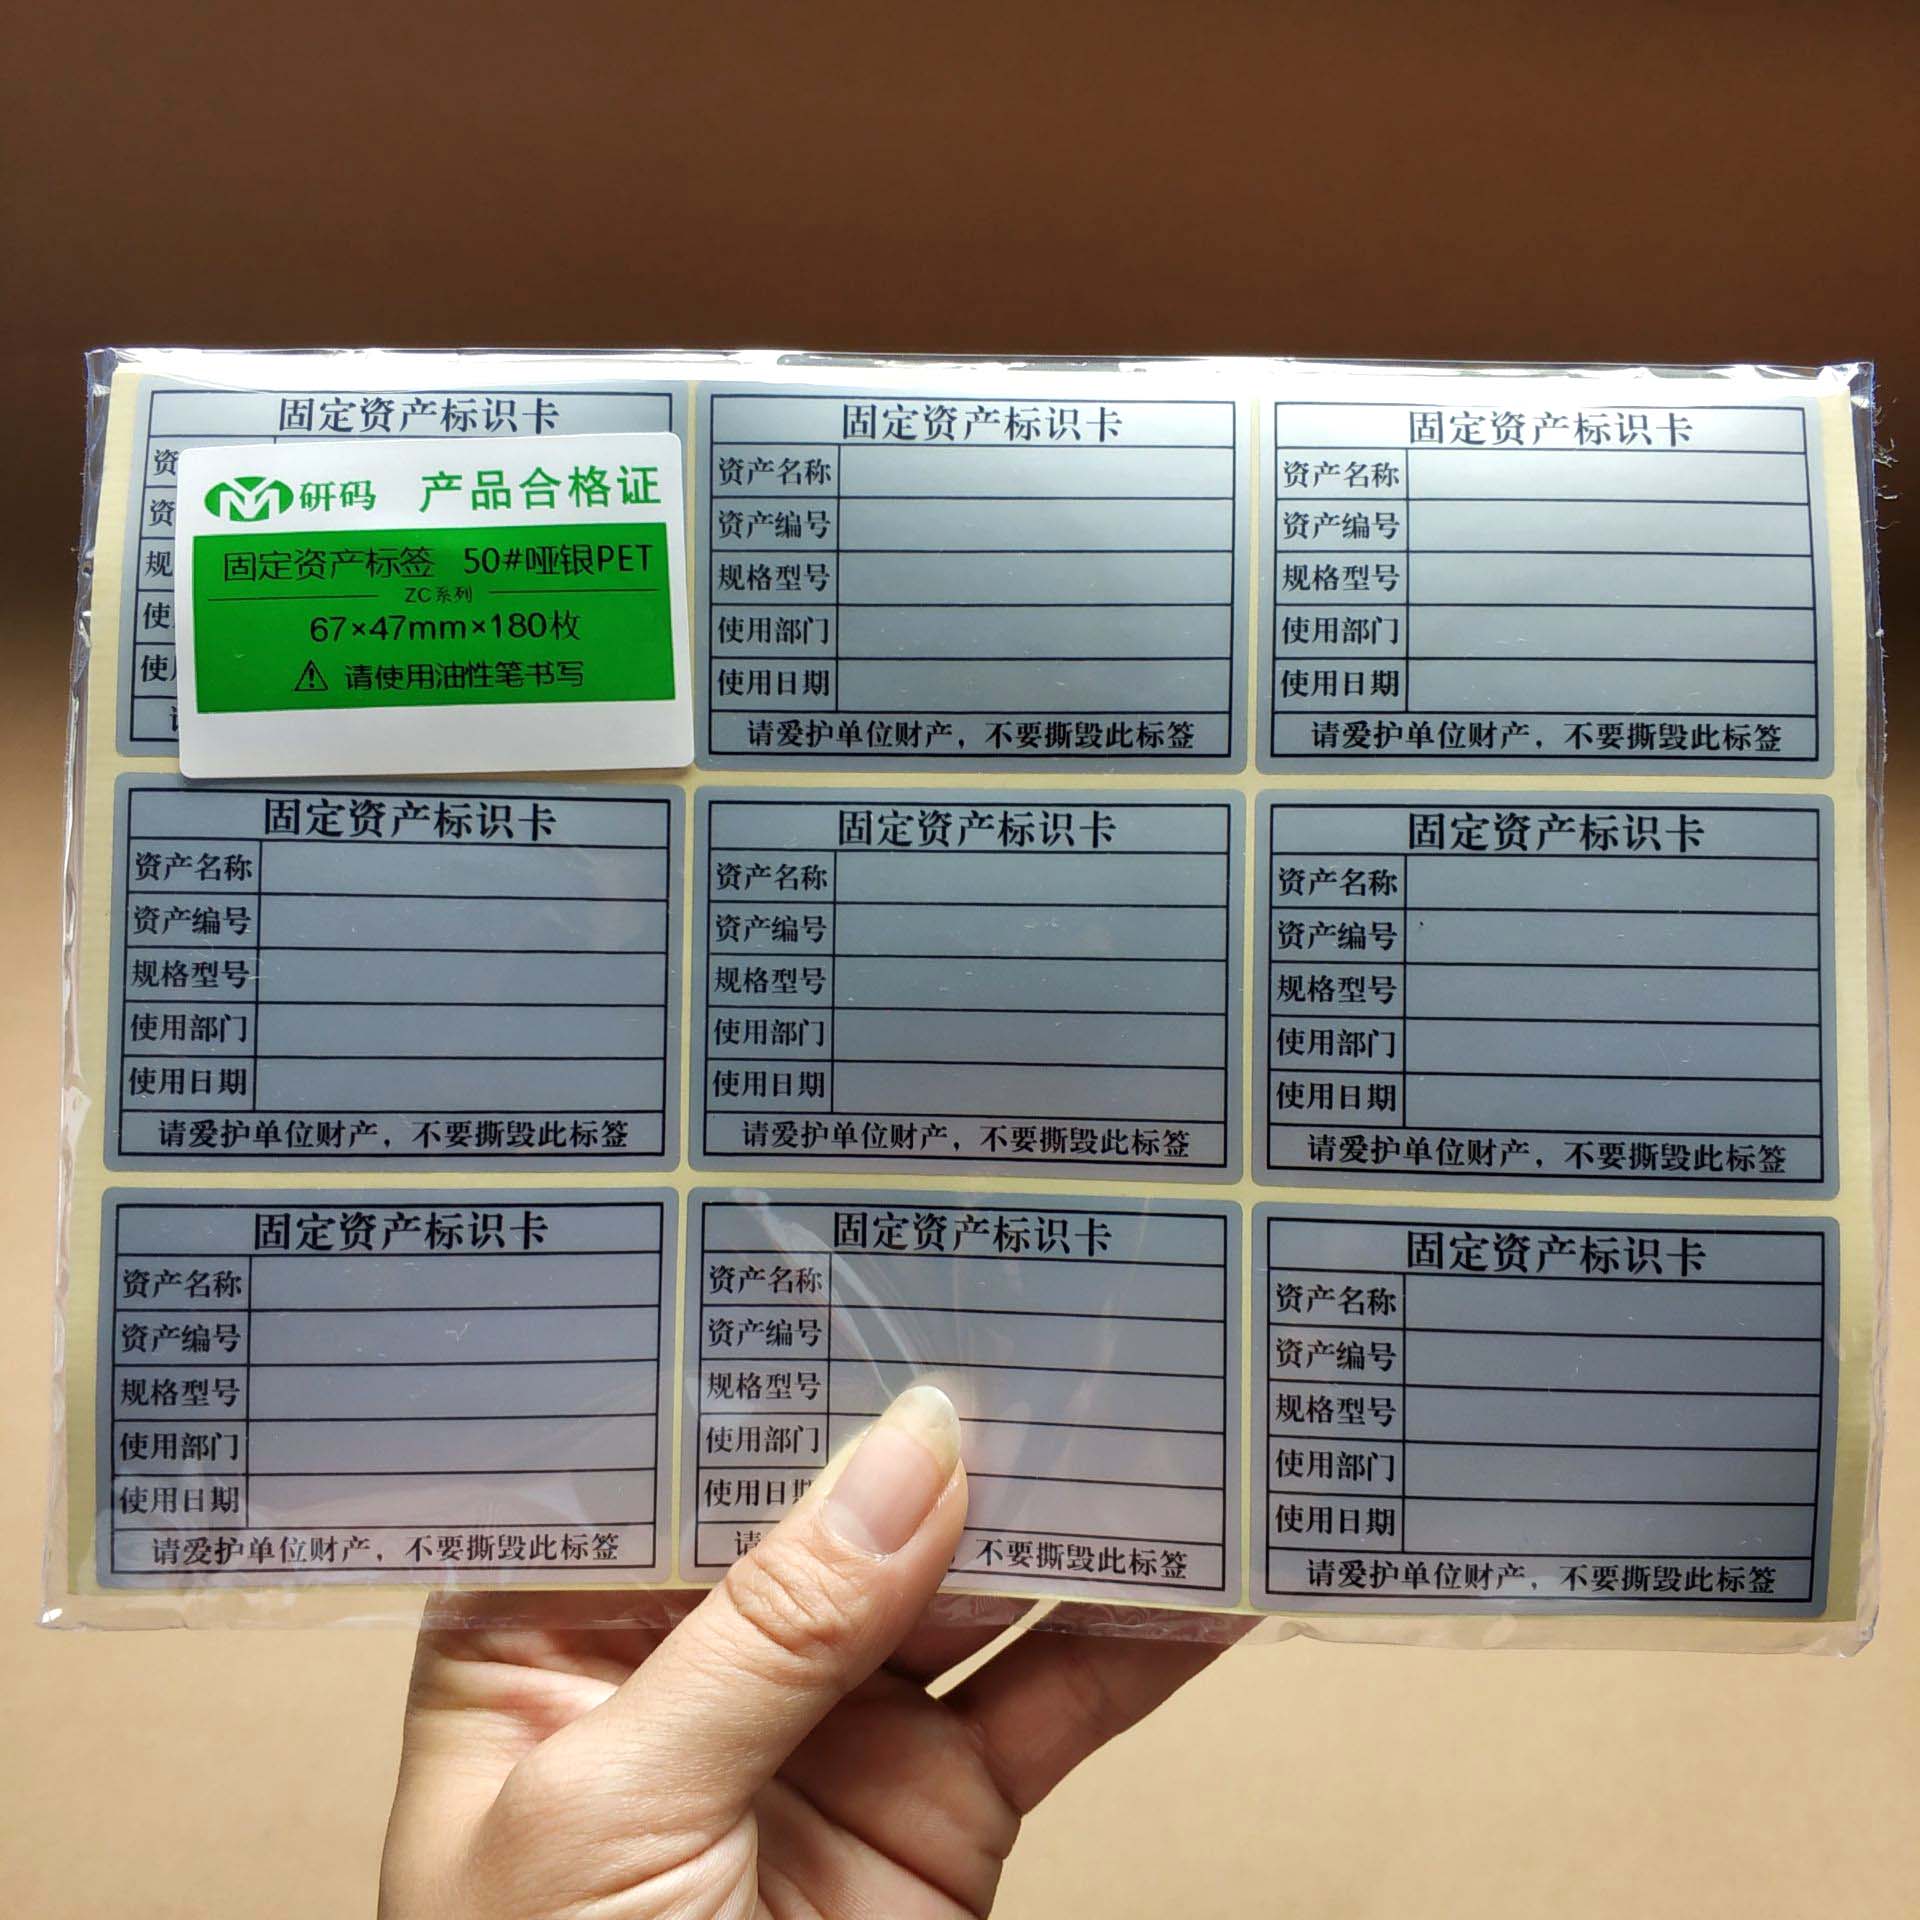 固定资产标识卡
资
资
规
使
使
研码 产品合格证
固定资产标签 50#哑银PET
ZC系列
67×47mm×180枚
⚠ 请使用油性笔书写
固定资产标识卡
资产名称
资产编号
规格型号
使用部门
使用日期
请爱护单位财产，不要撕毁此标签
固定资产标识卡
资产名称
资产编号
规格型号
使用部门
使用日期
请爱护单位财产，不要撕毁此标签
固定资产标识卡
资产名称
资产编号
规格型号
使用部门
使用日期
请爱护单位财产，不要撕毁此标签
固定资产标识卡
资产名称
资产编号
规格型号
使用部门
使用日期
请爱护单位财产，不要撕毁此标签
固定资产标识卡
资产名称
资产编号
规格型号
使用部门
使用日期
请爱护单位财产，不要撕毁此标签
固定资产标识卡
资产名称
资产编号
规格型号
使用部门
使用日期
请爱护单位财产，不要撕毁此标签
固定资产标识卡
资产名称
资产编号
规格型号
使用部门
使用日
请 ，不要撕毁此标签
固定资产标识卡
资产名称
资产编号
规格型号
使用部门
使用日期
请爱护单位财产，不要撕毁此标签